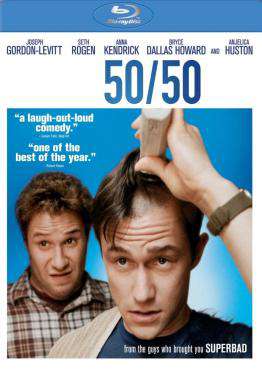 Blu-ray Disc
JOSEPH GORDON-LEVITT
SETH ROGEN
ANNA KENDRICK
BRYCE DALLAS HOWARD
AND
ANJELICA HUSTON
50/50
"a laugh-out-loud
comedy."
"one of the
best of the year."
from the guys who brought you SUPERBAD